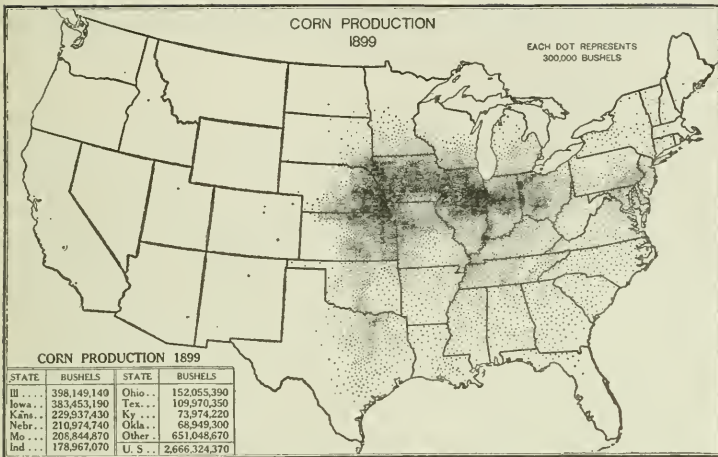 CORN PRODUCTION
1899
EACH DOT REPRESENTS
300,000 BUSHELS
CORN PRODUCTION 1899
STATE BUSHELS STATE BUSHELS
Ill .... 398,149,140 Ohio .. 152,055,390
Iowa .. 383,453,190 Tex ... 109,970,350
Kans. . 229,937,430 Ky ... 73,974,220
Nebr .. 210,974,740 Okla .. 68,949,300
Mo ... 208,844,870 Other . 651,048,670
Ind ... 178,967,070 U. S .. 2,666,324,370